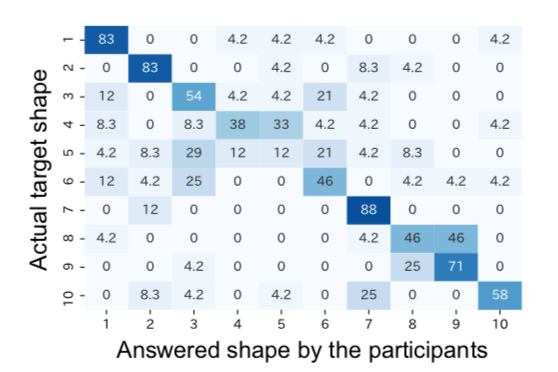 Actual target shape
1 83 0 0 4.2 4.2 4.2 0 0 0 4.2
2 0 83 0 0 4.2 0 8.3 4.2 0 0
3 12 0 54 4.2 4.2 21 4.2 0 0 0
4 8.3 0 8.3 38 33 4.2 4.2 0 0 4.2
5 4.2 8.3 29 12 12 21 4.2 8.3 0 0
6 12 4.2 25 0 0 46 0 4.2 4.2 4.2
7 0 12 0 0 0 0 88 0 0 0
8 4.2 0 0 0 0 0 4.2 46 46 0
9 0 0 4.2 0 0 0 0 25 71 0
10 0 8.3 4.2 0 4.2 0 25 0 0 58
1 2 3 4 5 6 7 8 9 10
Answered shape by the participants